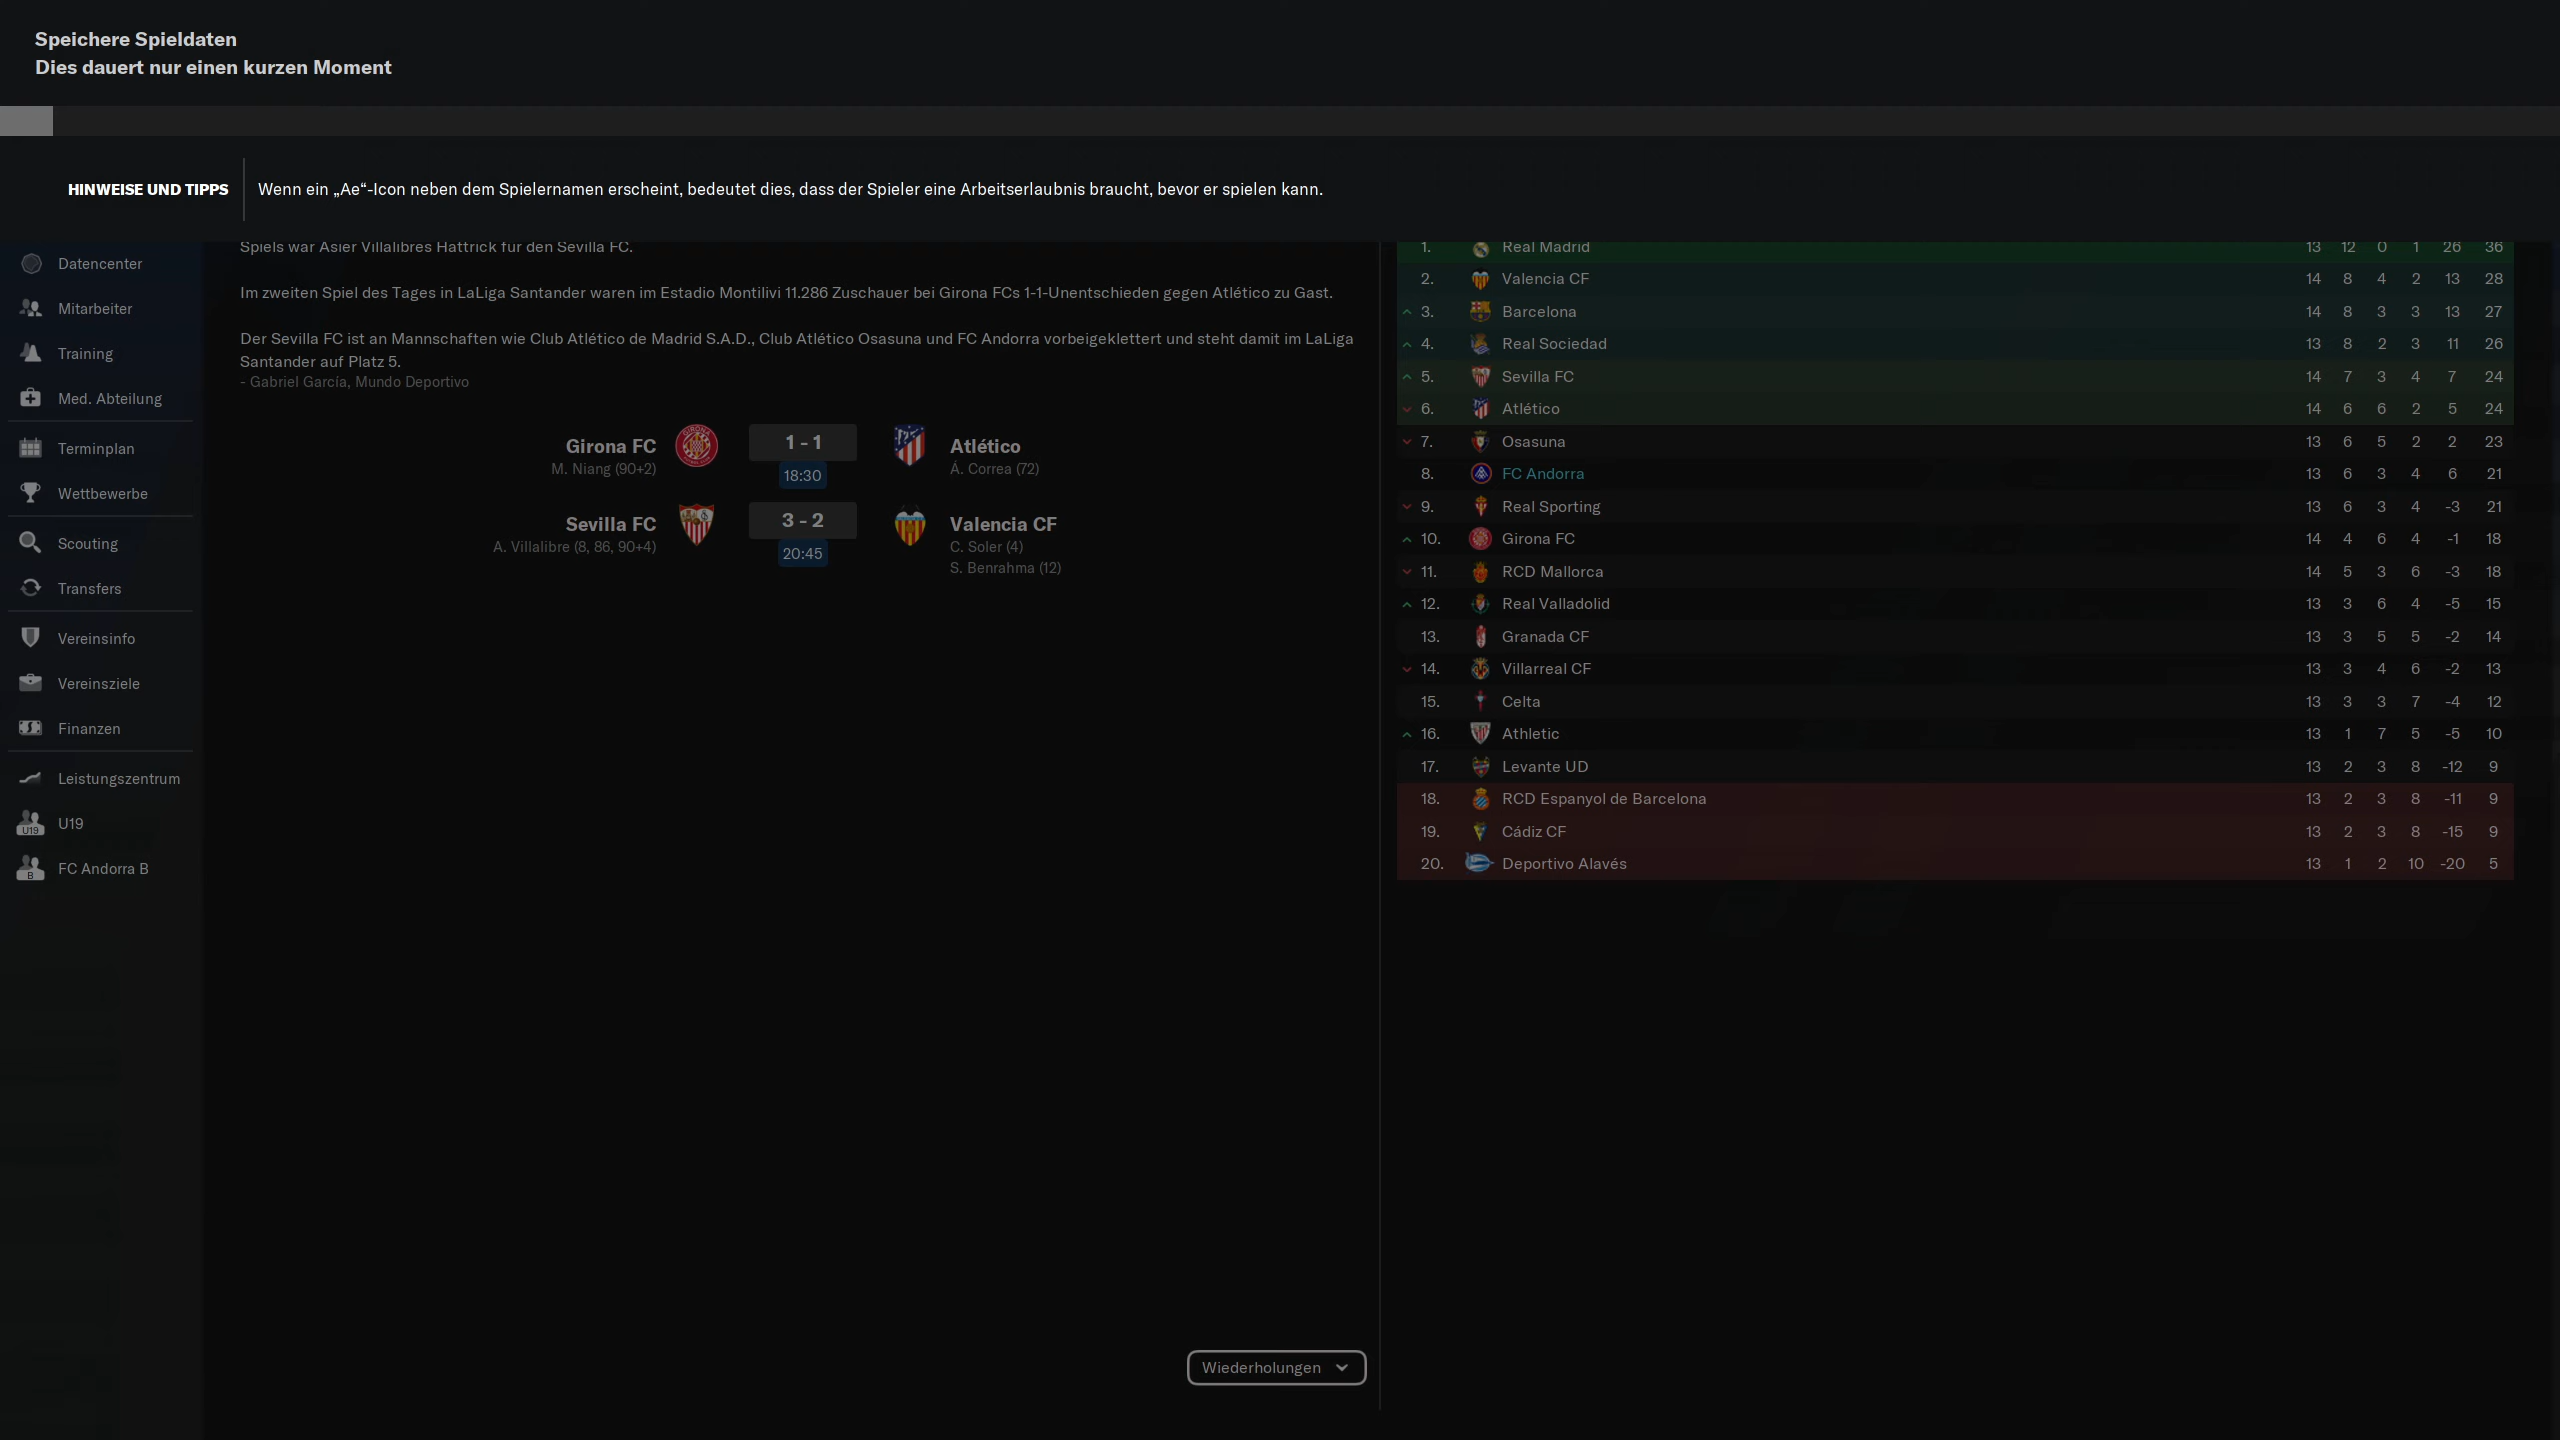 Speichere Spieldaten
Dies dauert nur einen kurzen Moment
HINWEISE UND TIPPS
Wenn ein „Ae“-Icon neben dem Spielernamen erscheint, bedeutet dies, dass der Spieler eine Arbeitserlaubnis braucht, bevor er spielen kann.
Datencenter
Mitarbeiter
Training
Med. Abteilung
Terminplan
Wettbewerbe
Scouting
Transfers
Vereinsinfo
Vereinsziele
Finanzen
Leistungszentrum
U19
U19
B
FC Andorra B
Spiels war Asier Villalibres Hattrick für den Sevilla FC.
Im zweiten Spiel des Tages in LaLiga Santander waren im Estadio Montilivi 11.286 Zuschauer bei Girona FCs 1-1-Unentschieden gegen Atlético zu Gast.
Der Sevilla FC ist an Mannschaften wie Club Atlético de Madrid S.A.D., Club Atlético Osasuna und FC Andorra vorbeigeklettert und steht damit im LaLiga
Santander auf Platz 5.
- Gabriel García, Mundo Deportivo
Girona FC 1 - 1 Atlético
M. Niang (90+2) 18:30 Á. Correa (72)
Sevilla FC 3 - 2 Valencia CF
A. Villalibre (8, 86, 90+4) 20:45 C. Soler (4)
S. Benrahma (12)
Wiederholungen
1. Real Madrid 13 12 0 1 26 36
2. Valencia CF 14 8 4 2 13 28
3. Barcelona 14 8 3 3 13 27
4. Real Sociedad 13 8 2 3 11 26
5. Sevilla FC 14 7 3 4 7 24
6. Atlético 14 6 6 2 5 24
7. Osasuna 13 6 5 2 2 23
8. FC Andorra 13 6 3 4 6 21
9. Real Sporting 13 6 3 4 -3 21
10. Girona FC 14 4 6 4 -1 18
11. RCD Mallorca 14 5 3 6 -3 18
12. Real Valladolid 13 3 6 4 -5 15
13. Granada CF 13 3 5 5 -2 14
14. Villarreal CF 13 3 4 6 -2 13
15. Celta 13 3 3 7 -4 12
16. Athletic 13 1 7 5 -5 10
17. Levante UD 13 2 3 8 -12 9
18. RCD Espanyol de Barcelona 13 2 3 8 -11 9
19. Cádiz CF 13 2 3 8 -15 9
20. Deportivo Alavés 13 1 2 10 -20 5